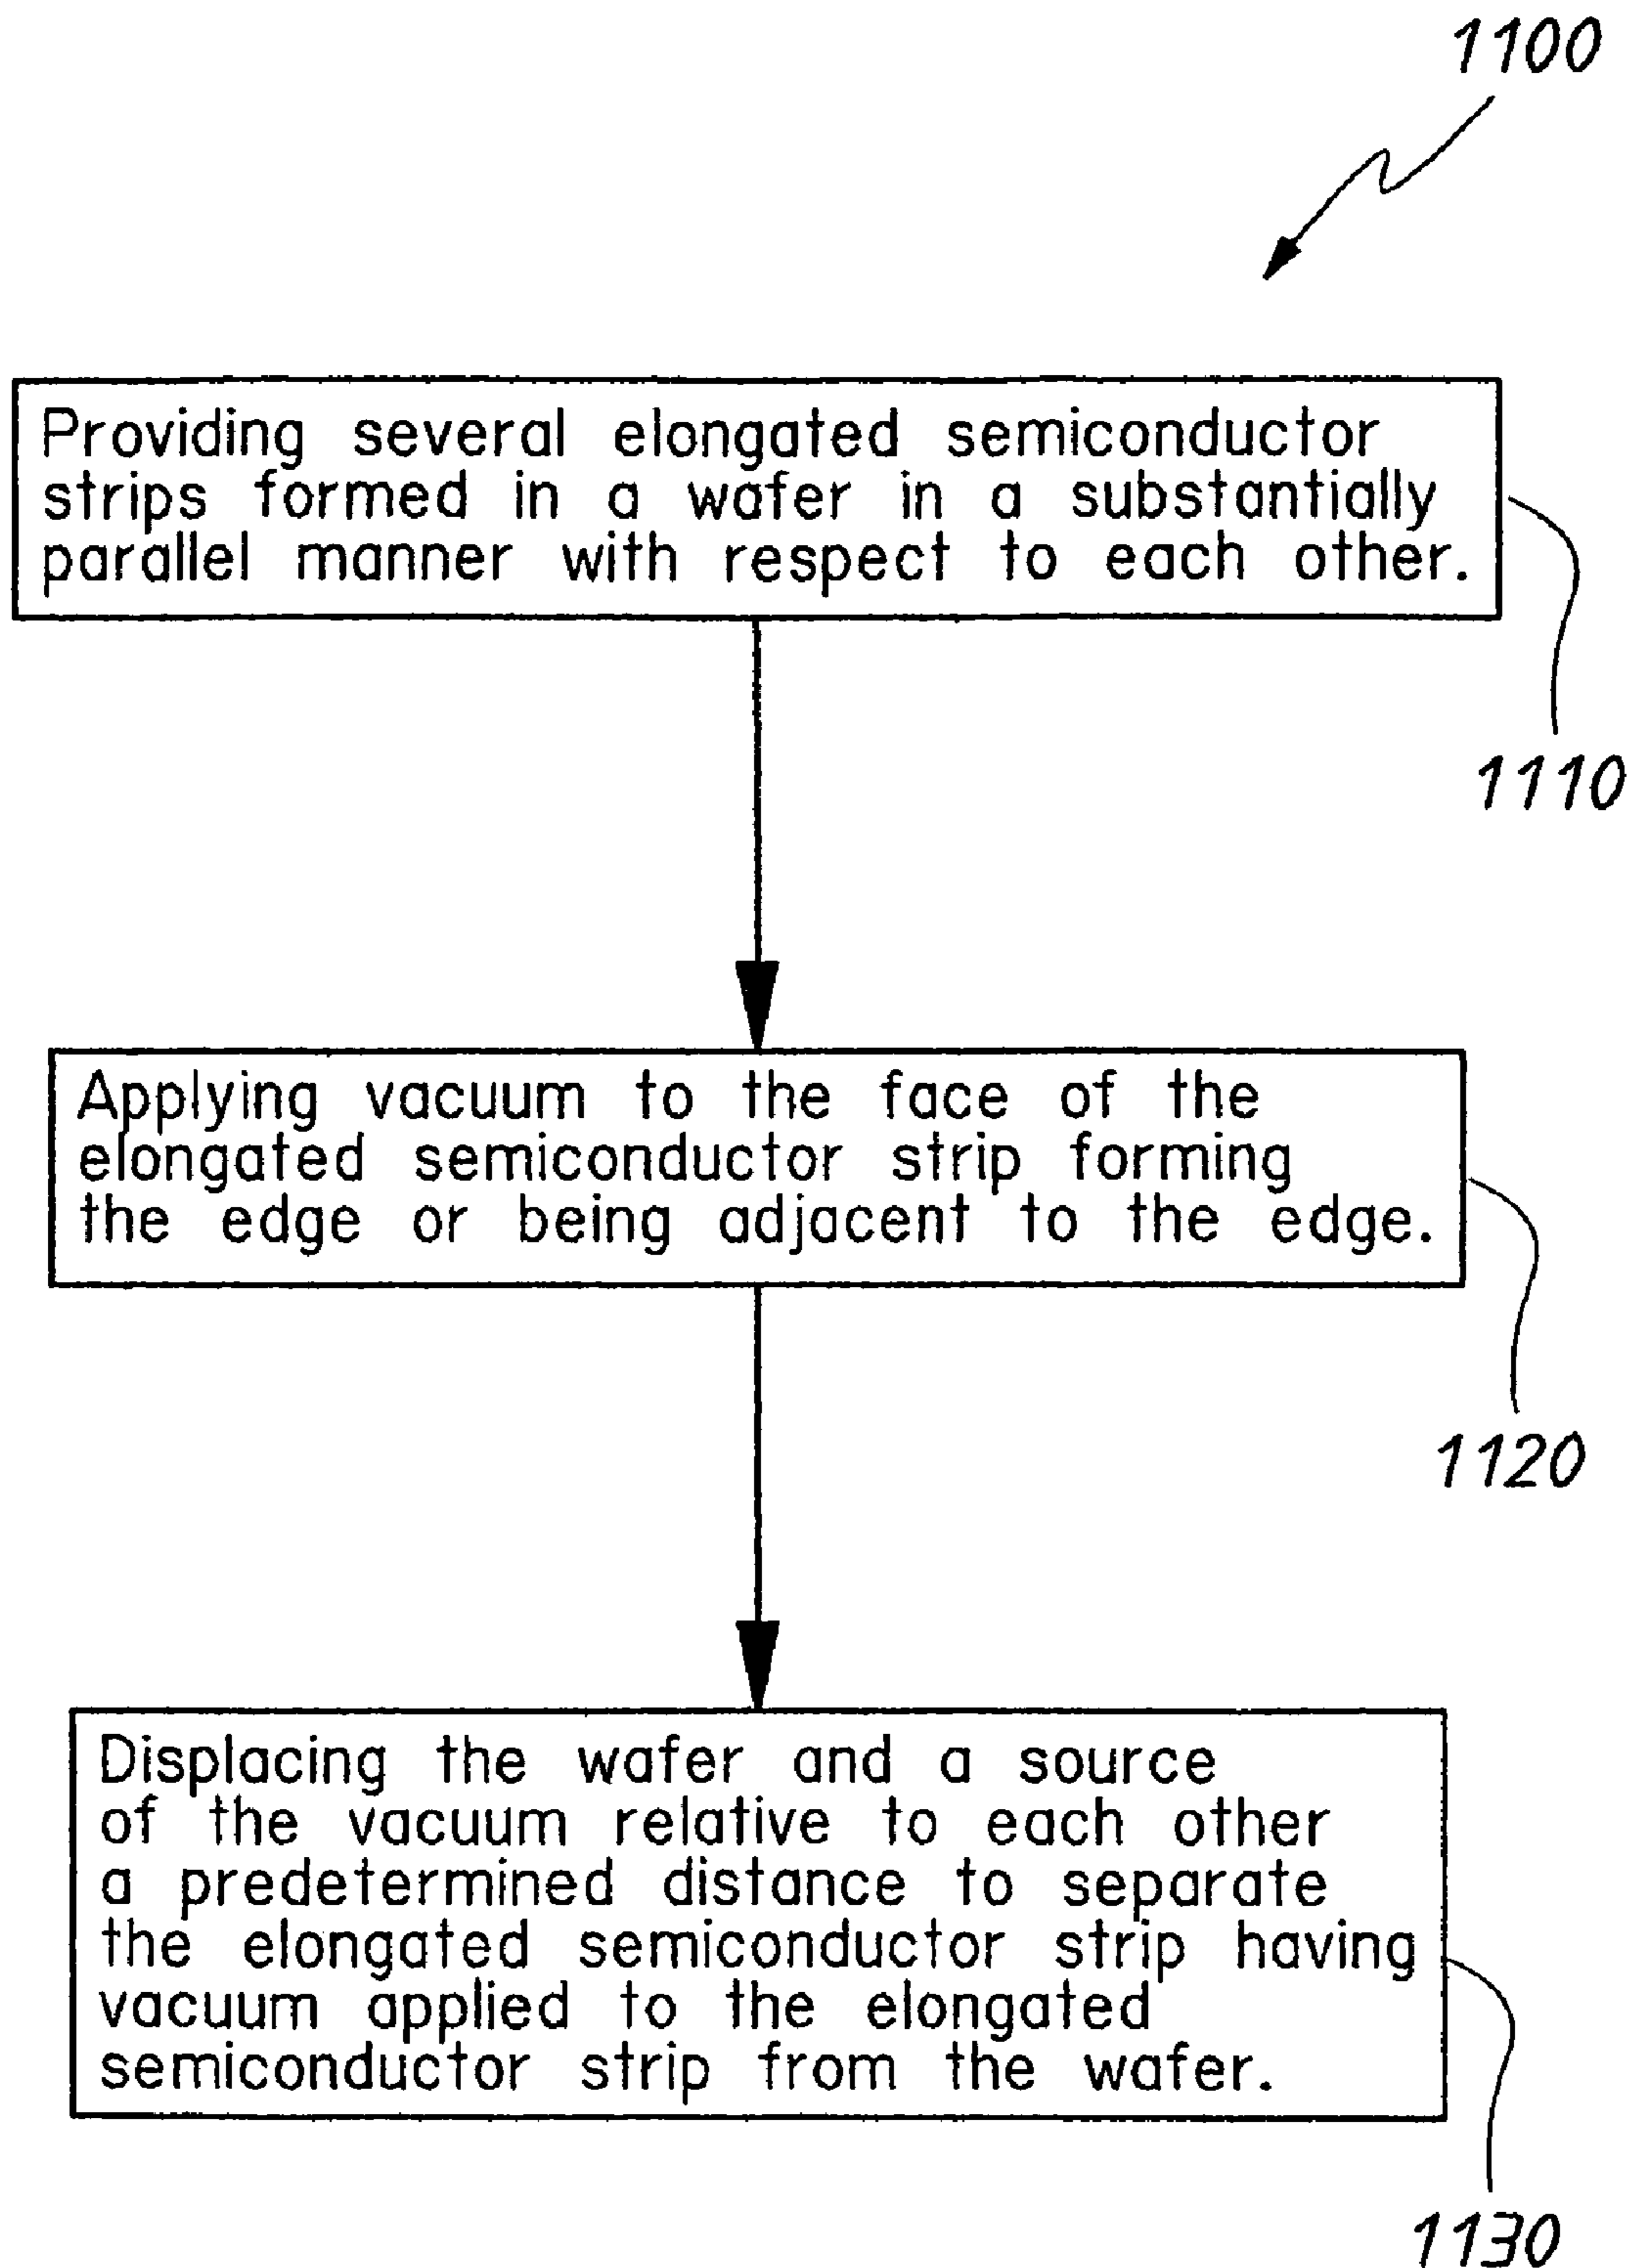 1100
Providing several elongated semiconductor
strips formed in a wafer in a substantially
parallel manner with respect to each other.
1110
Applying vacuum to the face of the
elongated semiconductor strip forming
the edge or being adjacent to the edge.
1120
Displacing the wafer and a source
of the vacuum relative to each other
a predetermined distance to separate
the elongated semiconductor strip having
vacuum applied to the elongated
semiconductor strip from the wafer.
1130